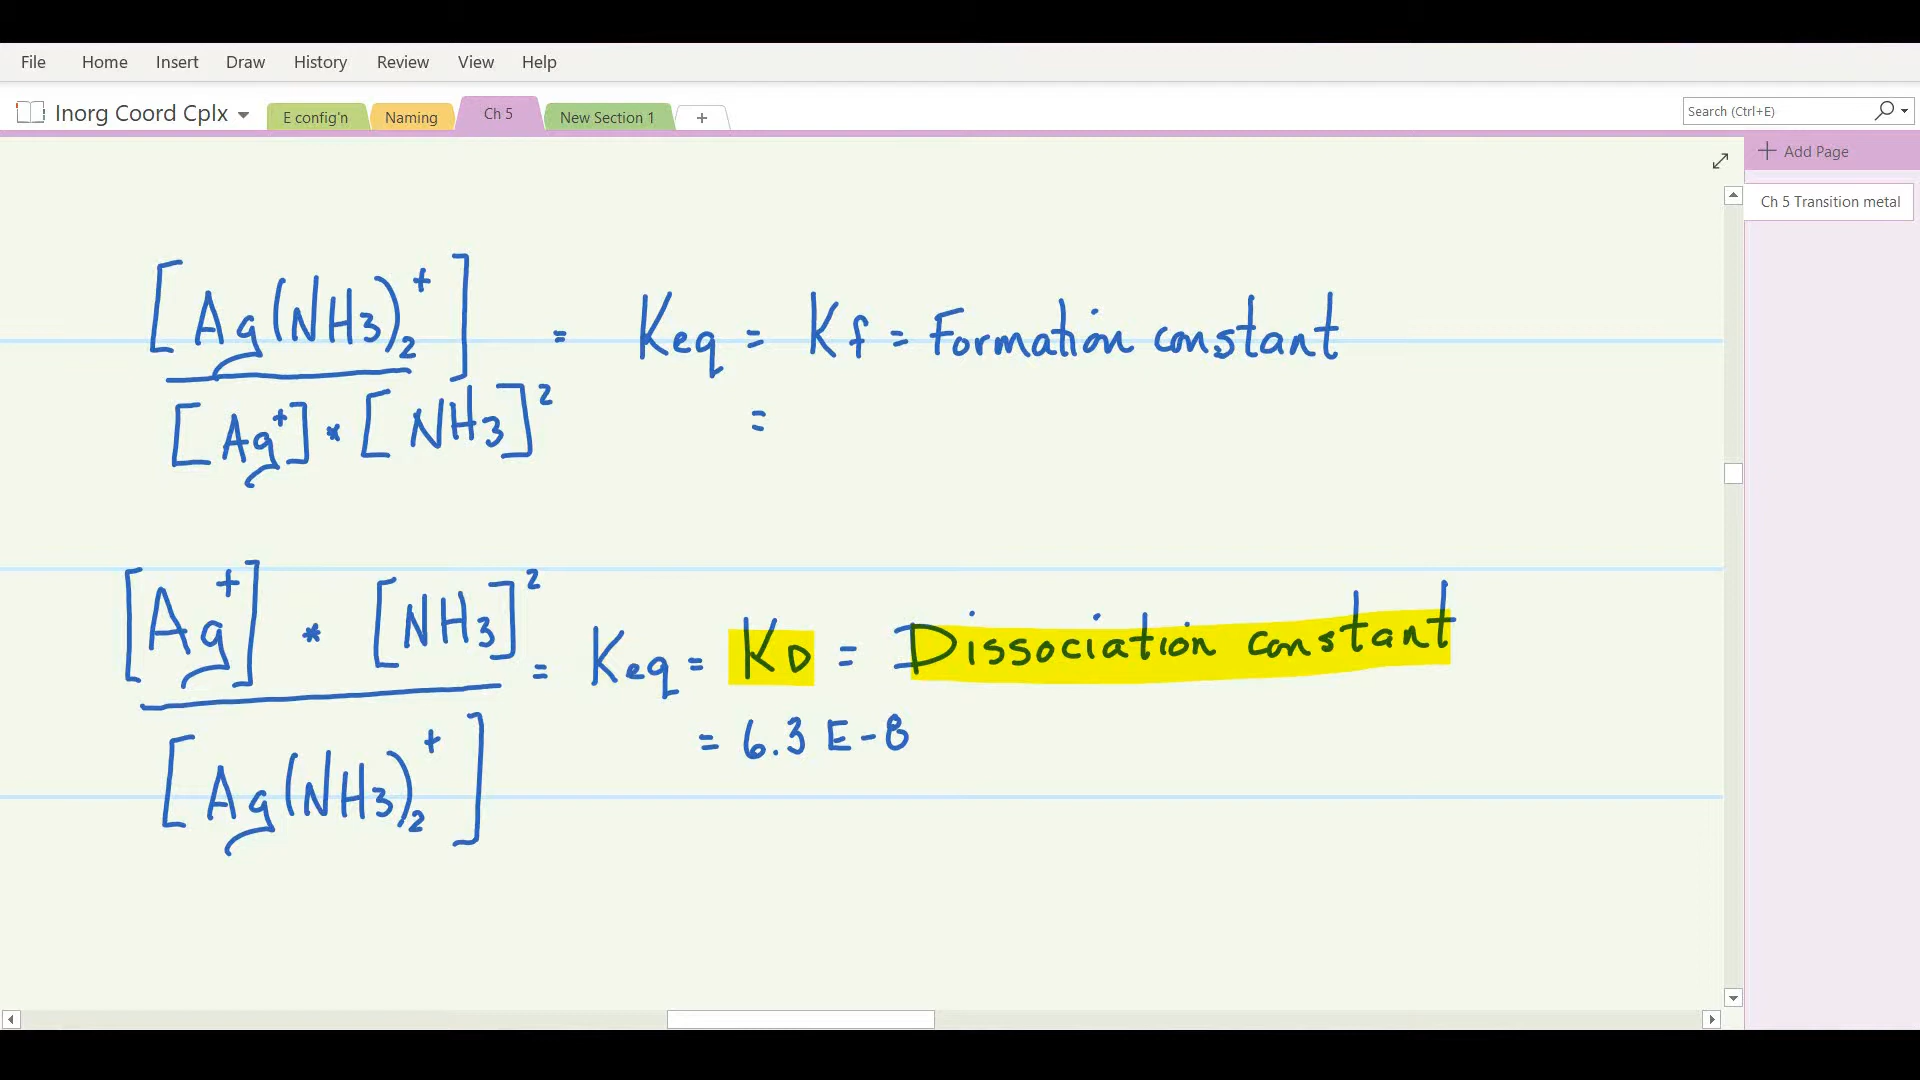 File Home Insert Draw History Review View Help
Inorg Coord Cplx E config'n Naming Ch 5 New Section 1 + Search (Ctrl+E)
Add Page
Ch 5 Transition metal
[Ag(NH3)₂⁺] = Keq = Kf = Formation constant
[Ag⁺] * [NH3]² =
[Ag⁺] * [NH3]² = Keq = KD = Dissociation constant
= 6.3 E-8
[Ag(NH3)₂⁺]